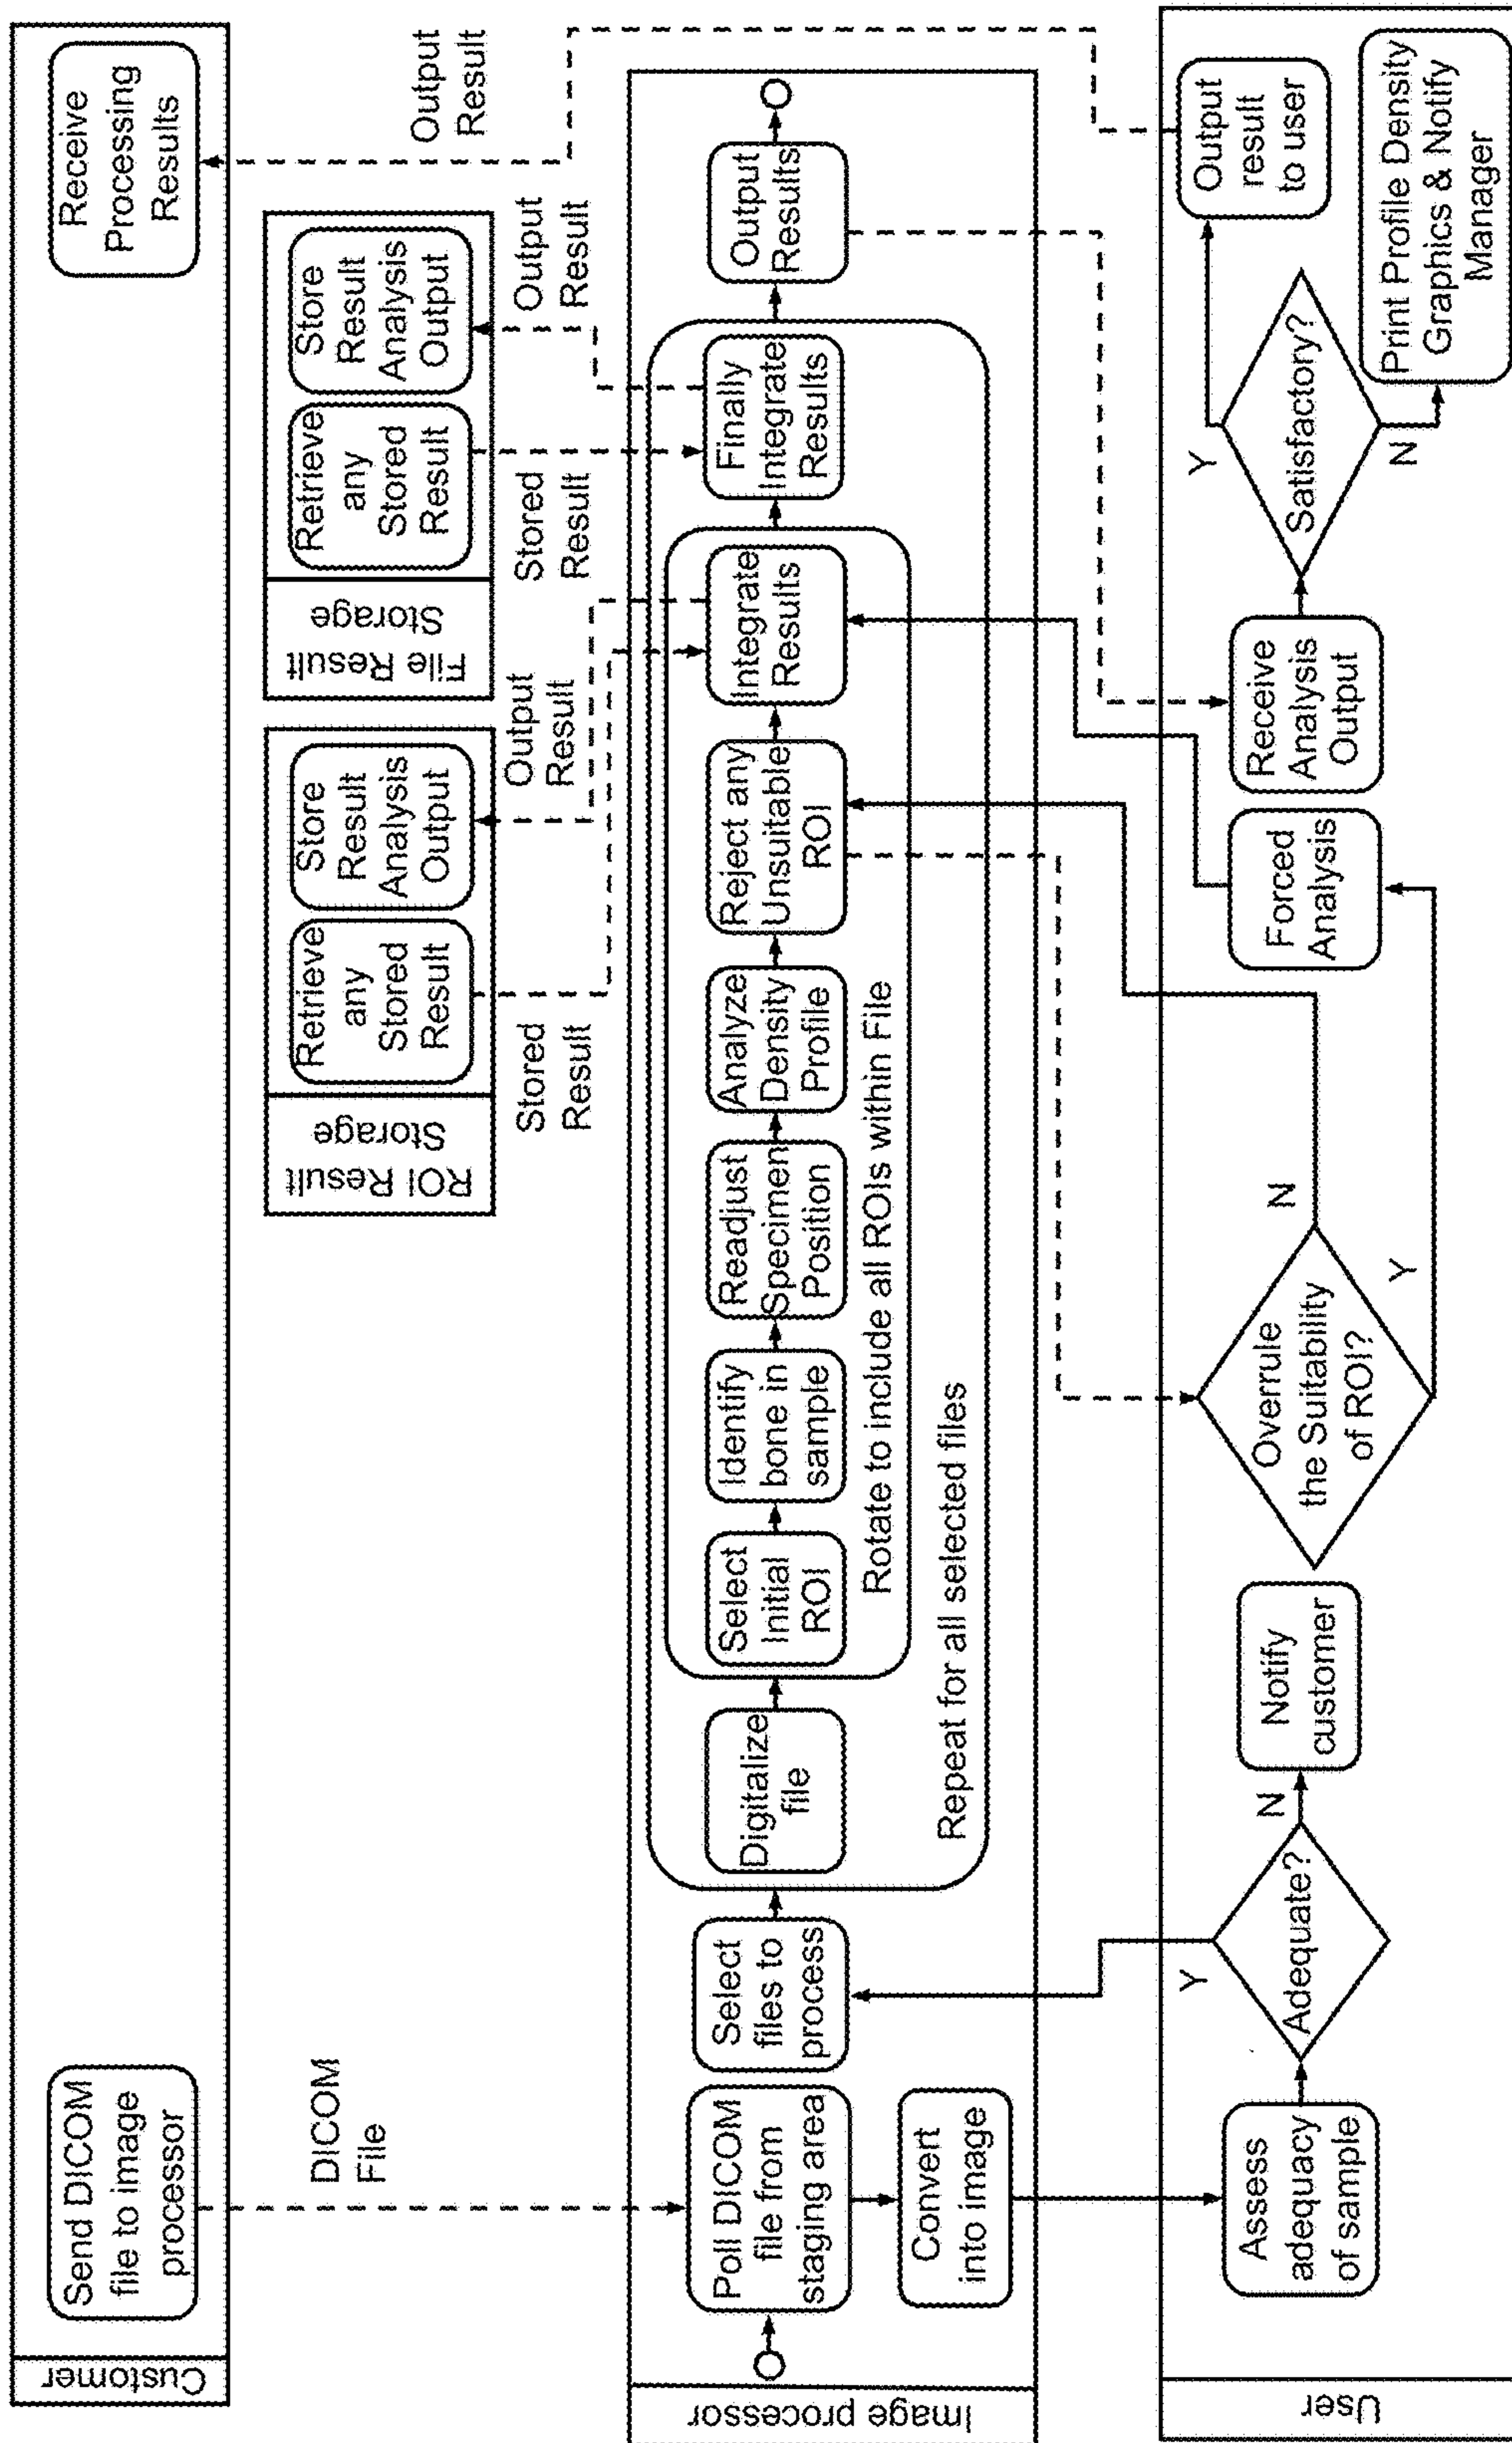 Customer
Send DICOM
file to image
processor
Receive
Processing
Results
DICOM
File
ROI Result
Storage
Retrieve
any
Stored
Result
Store
Result
Analysis
Output
File Result
Storage
Retrieve
any
Stored
Result
Store
Result
Analysis
Output
Stored
Result
Output
Result
Stored
Result
Output
Result
Output
Result
Image processor
Poll DICOM
file from
staging area
Convert
into image
Select
files to
process
Digitalize
file
Select
Initial
ROI
Identify
bone in
sample
Readjust
Specimen
Position
Analyze
Density
Profile
Reject any
Unsuitable
ROI
Integrate
Results
Finally
Integrate
Results
Output
Results
Rotate to include all ROIs within File
Repeat for all selected files
User
Assess
adequacy
of sample
Adequate?
Y
N
Notify
customer
Overrule
the Suitability
of ROI?
N
Y
Forced
Analysis
Receive
Analysis
Output
Satisfactory?
Y
N
Output
result
to user
Print Profile Density
Graphics & Notify
Manager